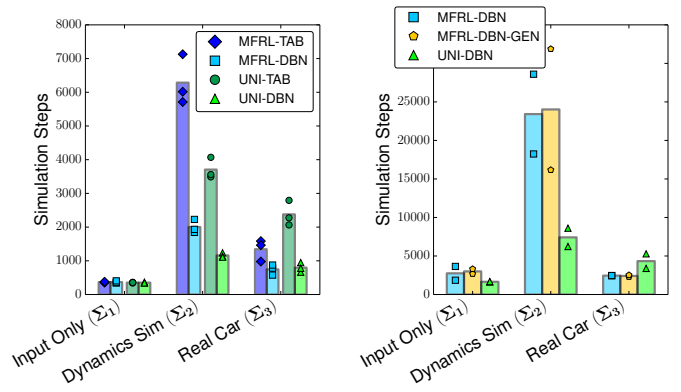 8000
7000
6000
5000
4000
3000
2000
1000
0
Simulation Steps
MFRL-TAB
MFRL-DBN
UNI-TAB
UNI-DBN
Input Only (Σ₁)
Dynamics Sim (Σ₂)
Real Car (Σ₃)
MFRL-DBN
MFRL-DBN-GEN
UNI-DBN
25000
20000
15000
10000
5000
0
Simulation Steps
Input Only (Σ₁)
Dynamics Sim (Σ₂)
Real Car (Σ₃)